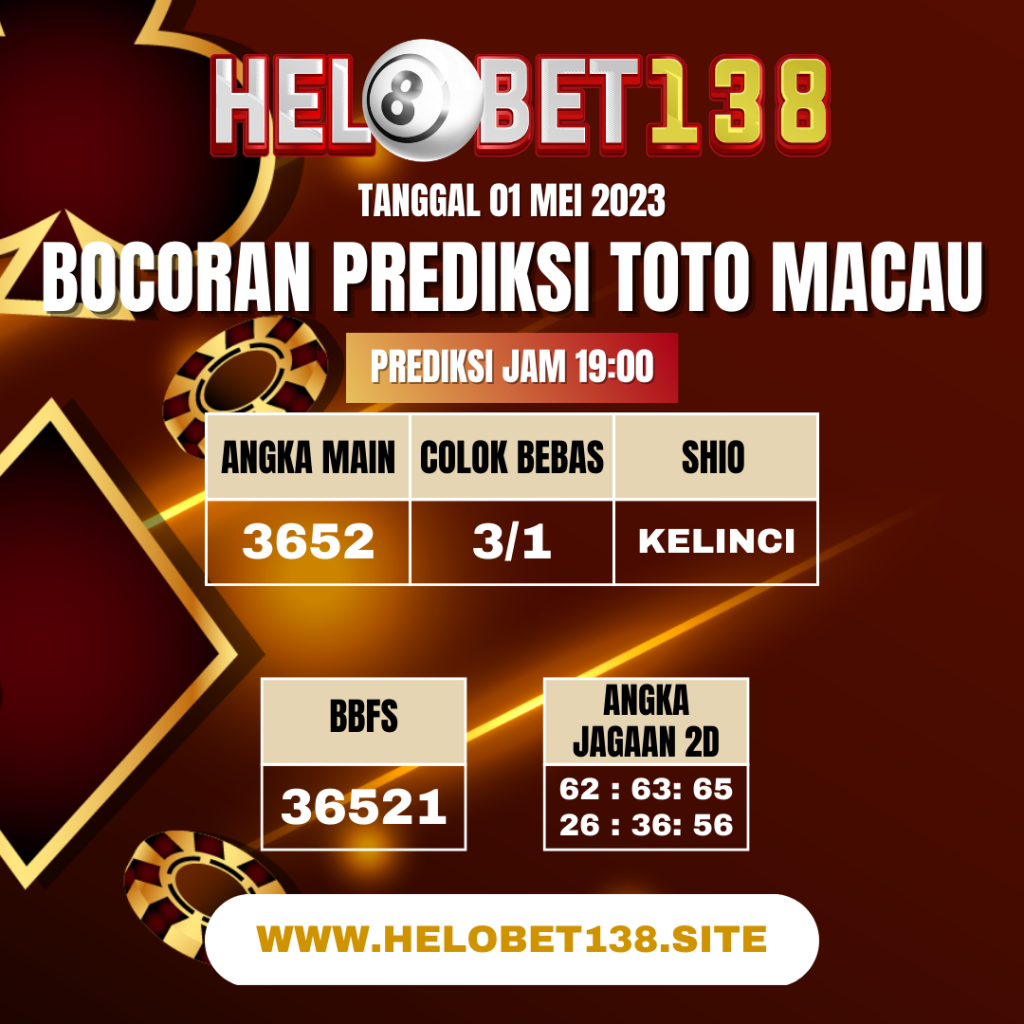 HELOBET138
TANGGAL 01 MEI 2023
BOCORAN PREDIKSI TOTO MACAU
PREDIKSI JAM 19:00
ANGKA MAIN COLOK BEBAS SHIO
3652 3/1 KELINCI
BBFS
36521
ANGKA
JAGAAN 2D
62 : 63: 65
26 : 36: 56
WWW.HELOBET138.SITE